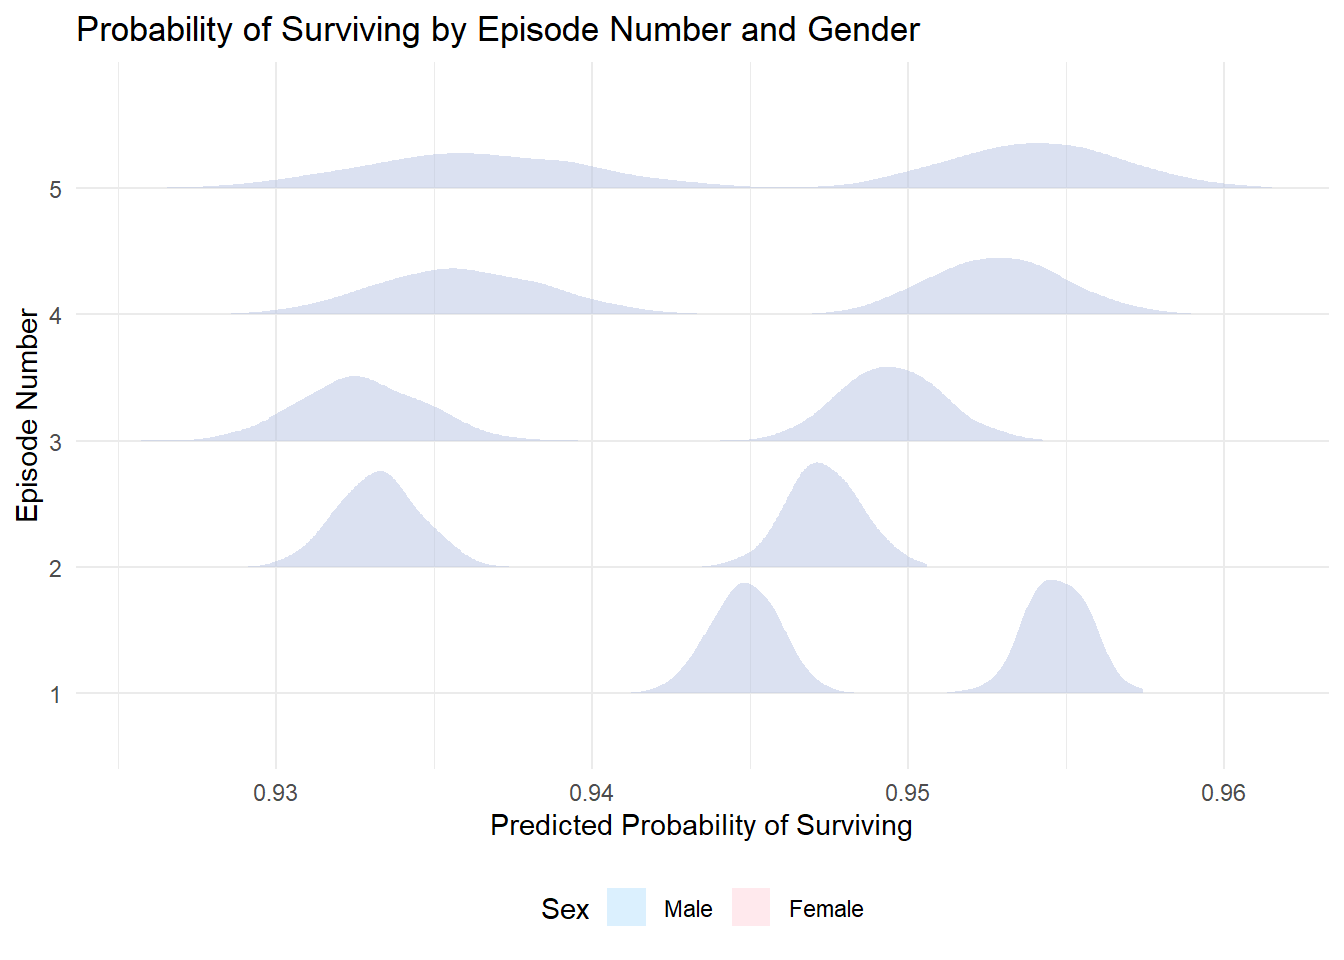 Probability of Surviving by Episode Number and Gender
Episode Number
5
4
3
2
1
0.93 0.94 0.95 0.96
Predicted Probability of Surviving
Sex Male Female